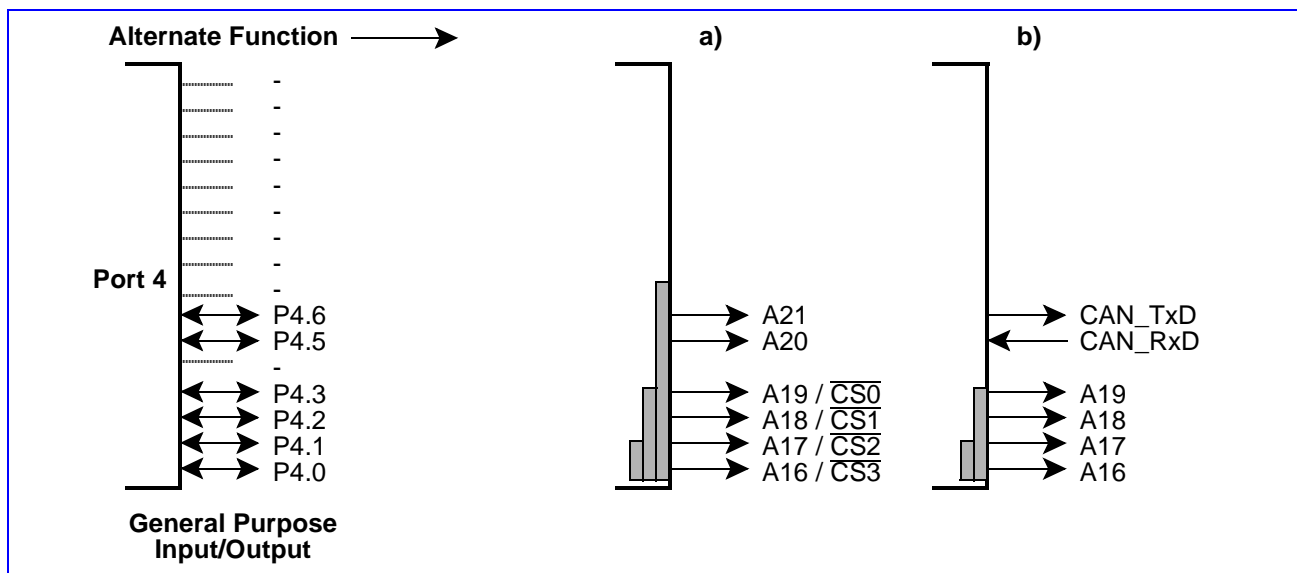 Alternate Function a) b)
-
-
-
-
-
-
-
-
Port 4
-
P4.6 A21 CAN_TxD
P4.5 A20 CAN_RxD
-
P4.3 A19 / CS0 A19
P4.2 A18 / CS1 A18
P4.1 A17 / CS2 A17
P4.0 A16 / CS3 A16
General Purpose
Input/Output